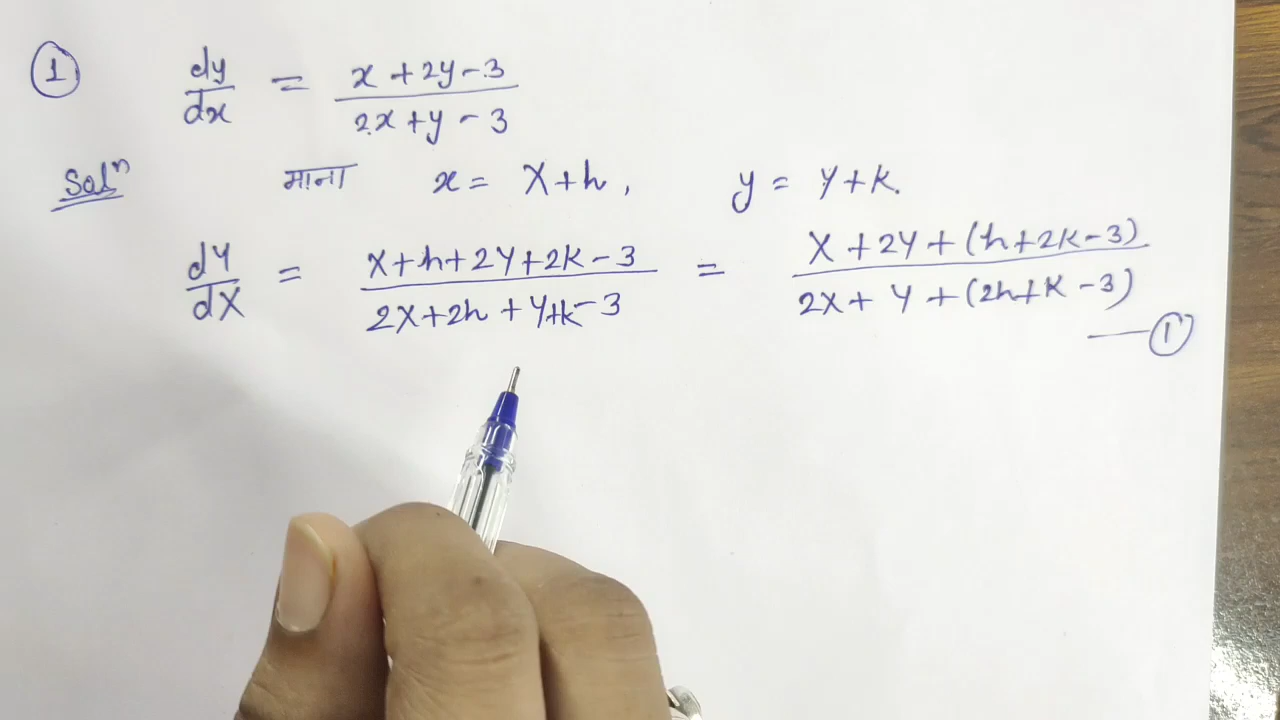 ① dy/dx = (x + 2y - 3)/(2x + y - 3)
Solⁿ माना x = X + h, y = Y + k.
dY/dX = (X + h + 2Y + 2k - 3)/(2X + 2h + Y + k - 3) = (X + 2Y + (h + 2k - 3))/(2X + Y + (2h + k - 3))
—①